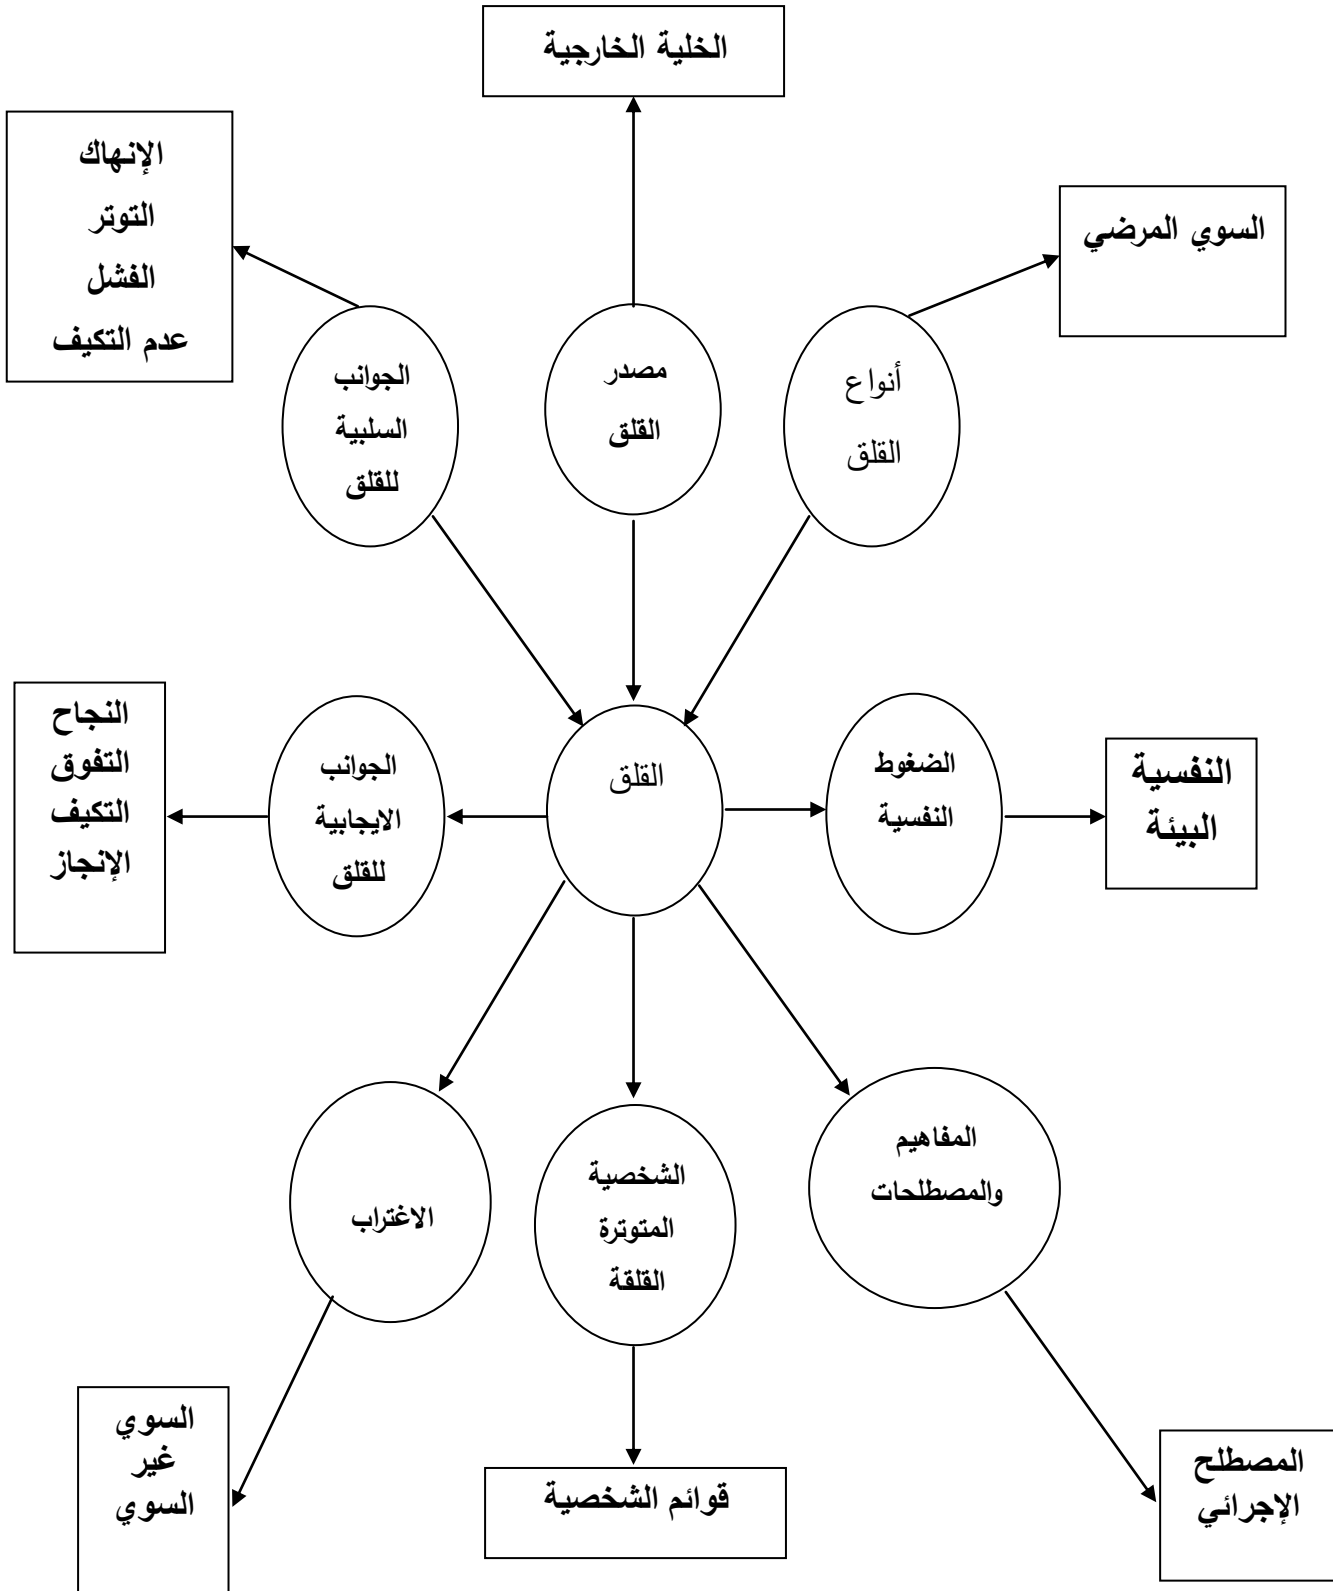 الخلية الخارجية
الإنهاك
التوتر
الفشل
عدم التكيف
السوي المرضي
أنواع
القلق
مصدر
القلق
الجوانب
السلبية
للقلق
النفسية
البيئة
الضغوط
النفسية
القلق
الجوانب
الايجابية
للقلق
النجاح
التفوق
التكيف
الإنجاز
المفاهيم
والمصطلحات
الشخصية
المتوترة
القلقة
الاغتراب
المصطلح
الإجرائي
قوائم الشخصية
السوي
غير
السوي